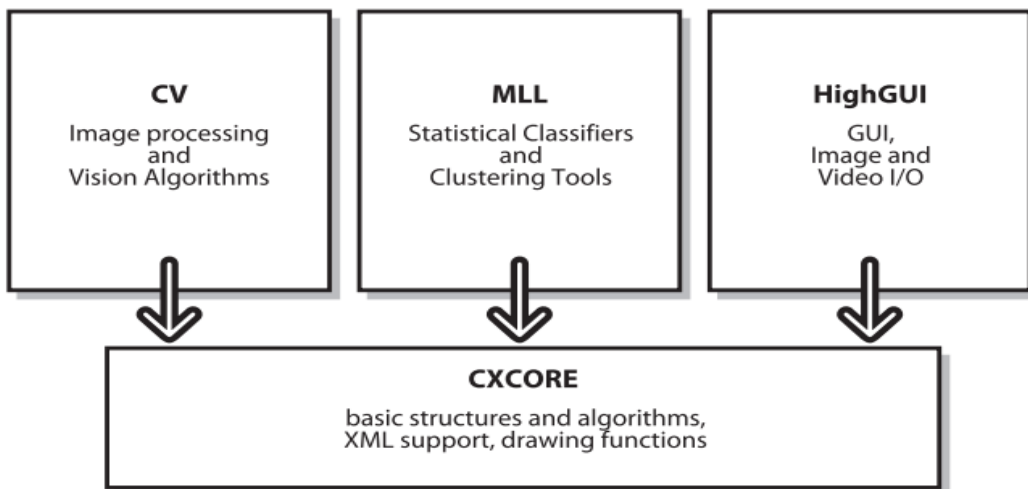 CV
Image processing
and
Vision Algorithms
MLL
Statistical Classifiers
and
Clustering Tools
HighGUI
GUI,
Image and
Video I/O
CXCORE
basic structures and algorithms,
XML support, drawing functions